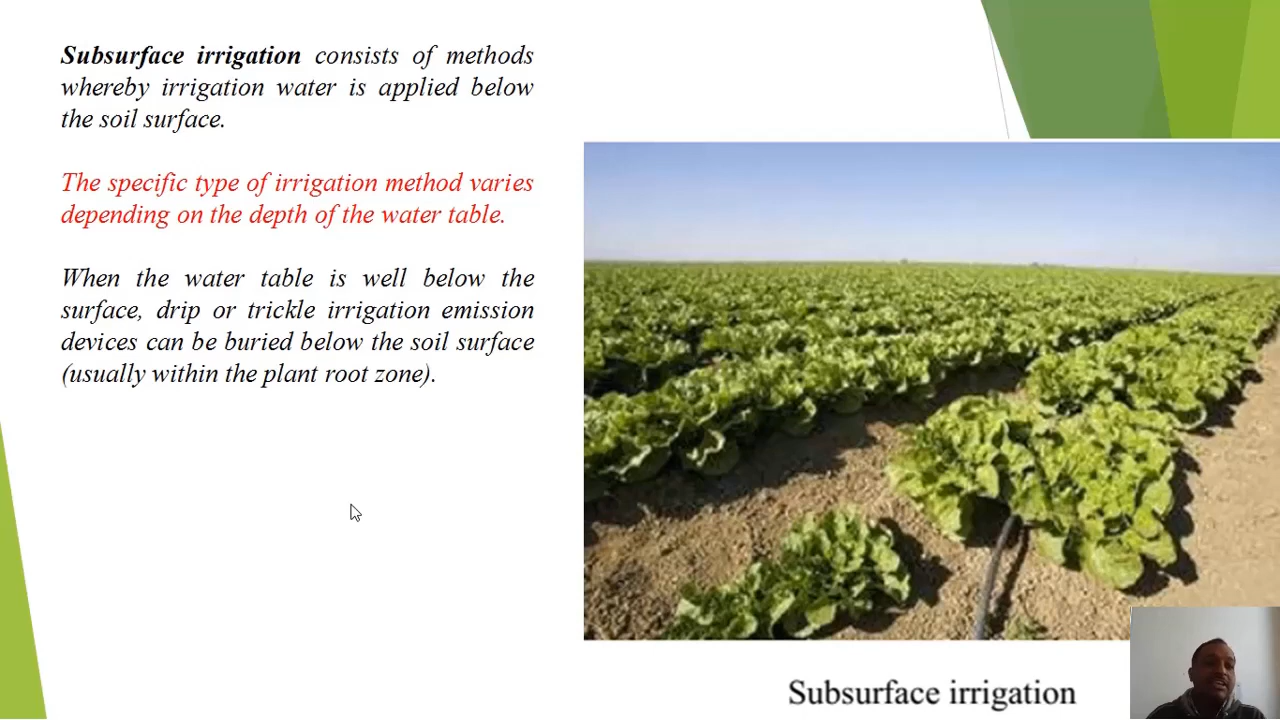 Subsurface irrigation consists of methods
whereby irrigation water is applied below
the soil surface.
The specific type of irrigation method varies
depending on the depth of the water table.
When the water table is well below the
surface, drip or trickle irrigation emission
devices can be buried below the soil surface
(usually within the plant root zone).
Subsurface irrigation